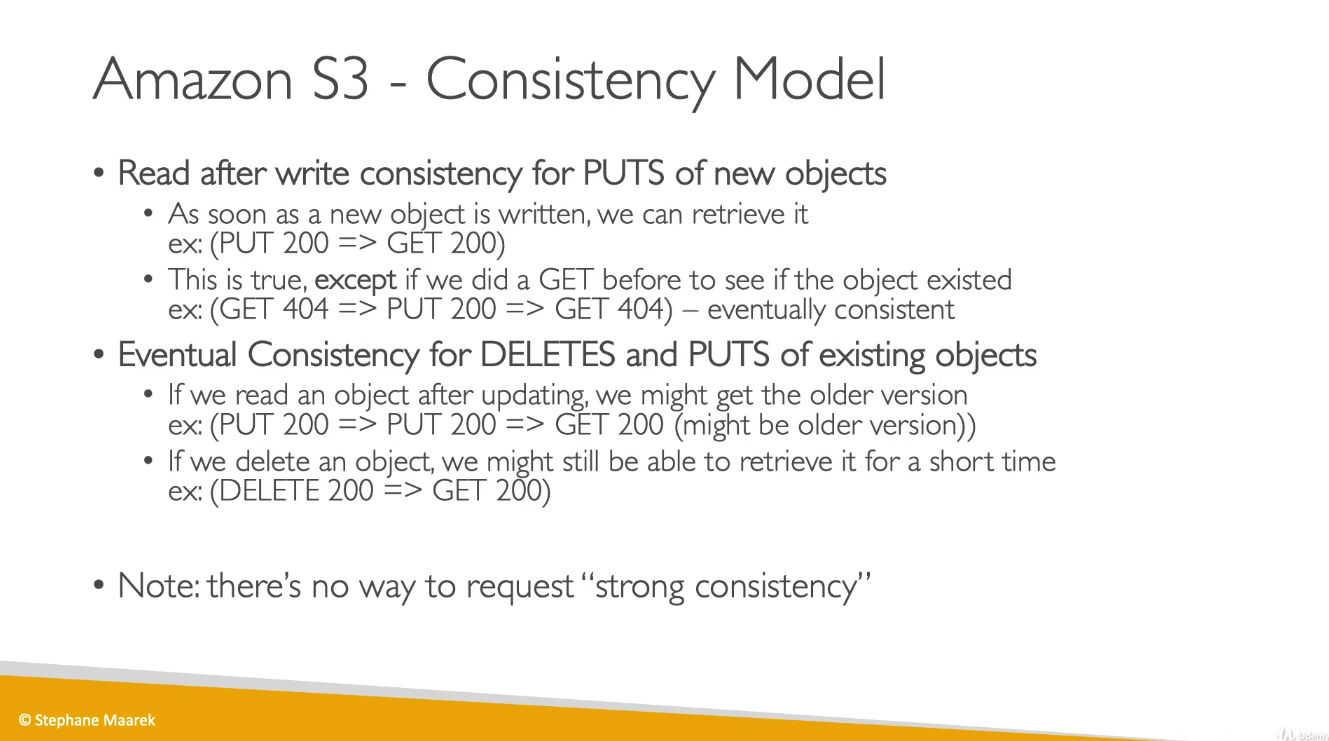 Amazon S3 - Consistency Model
• Read after write consistency for PUTS of new objects
• As soon as a new object is written, we can retrieve it
ex: (PUT 200 => GET 200)
• This is true, except if we did a GET before to see if the object existed
ex: (GET 404 => PUT 200 => GET 404) – eventually consistent
• Eventual Consistency for DELETES and PUTS of existing objects
• If we read an object after updating, we might get the older version
ex: (PUT 200 => PUT 200 => GET 200 (might be older version))
• If we delete an object, we might still be able to retrieve it for a short time
ex: (DELETE 200 => GET 200)
• Note: there’s no way to request “strong consistency”
© Stephane Maarek
Udemy